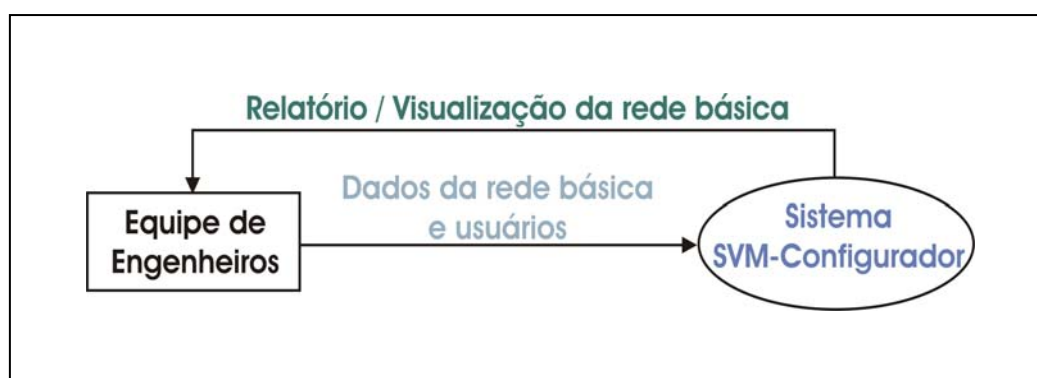 Relatório / Visualização da rede básica
Dados da rede básica
e usuários
Equipe de
Engenheiros
Sistema
SVM-Configurador